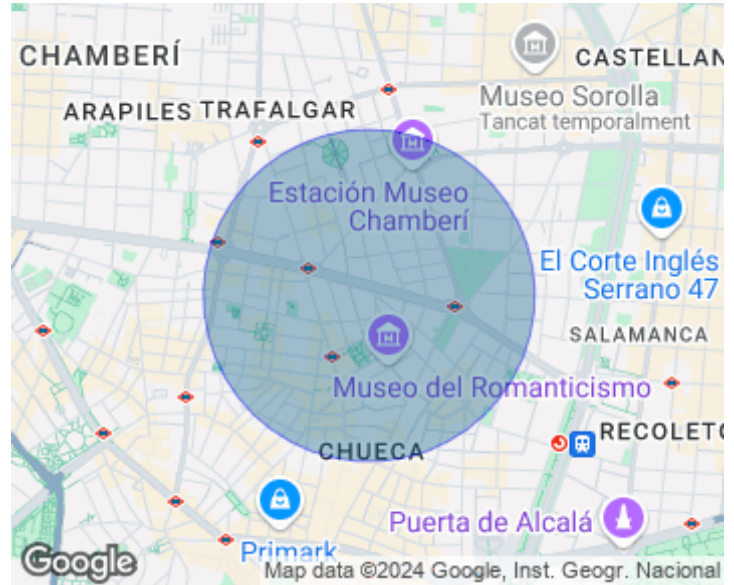 CHAMBERÍ
CASTELLAN
Museo Sorolla
Tancat temporalment
ARAPILES
TRAFALGAR
Estación Museo
Chamberí
El Corte Inglés
Serrano 47
SALAMANCA
Museo del Romanticismo
RECOLETO
CHUECA
Puerta de Alcalá
Primark
Google
Map data ©2024 Google, Inst. Geogr. Nacional